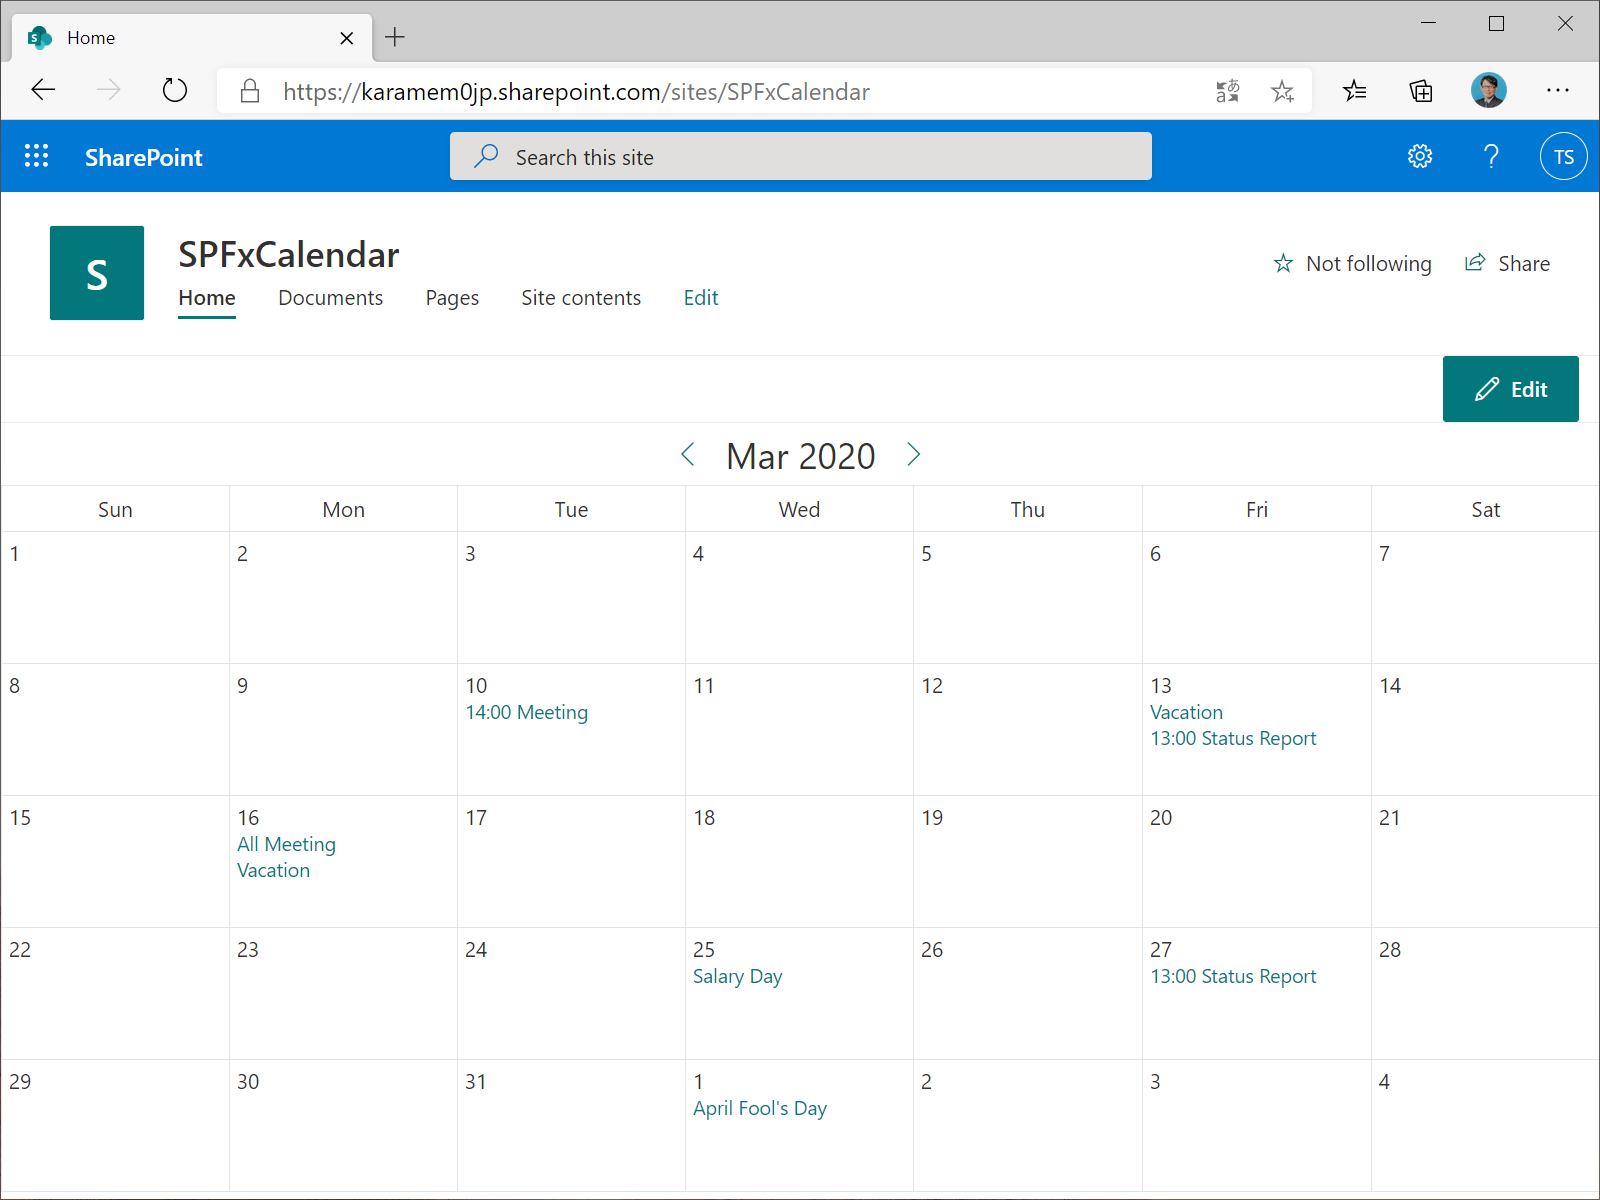 Home
https://karamem0jp.sharepoint.com/sites/SPFxCalendar
aあ
SharePoint
Search this site
TS
S
SPFxCalendar
Not following
Share
Home Documents Pages Site contents Edit
Edit
Mar 2020
Sun Mon Tue Wed Thu Fri Sat
1 2 3 4 5 6 7
8 9 10 11 12 13 14
14:00 Meeting Vacation
13:00 Status Report
15 16 17 18 19 20 21
All Meeting
Vacation
22 23 24 25 26 27 28
Salary Day 13:00 Status Report
29 30 31 1 2 3 4
April Fool's Day